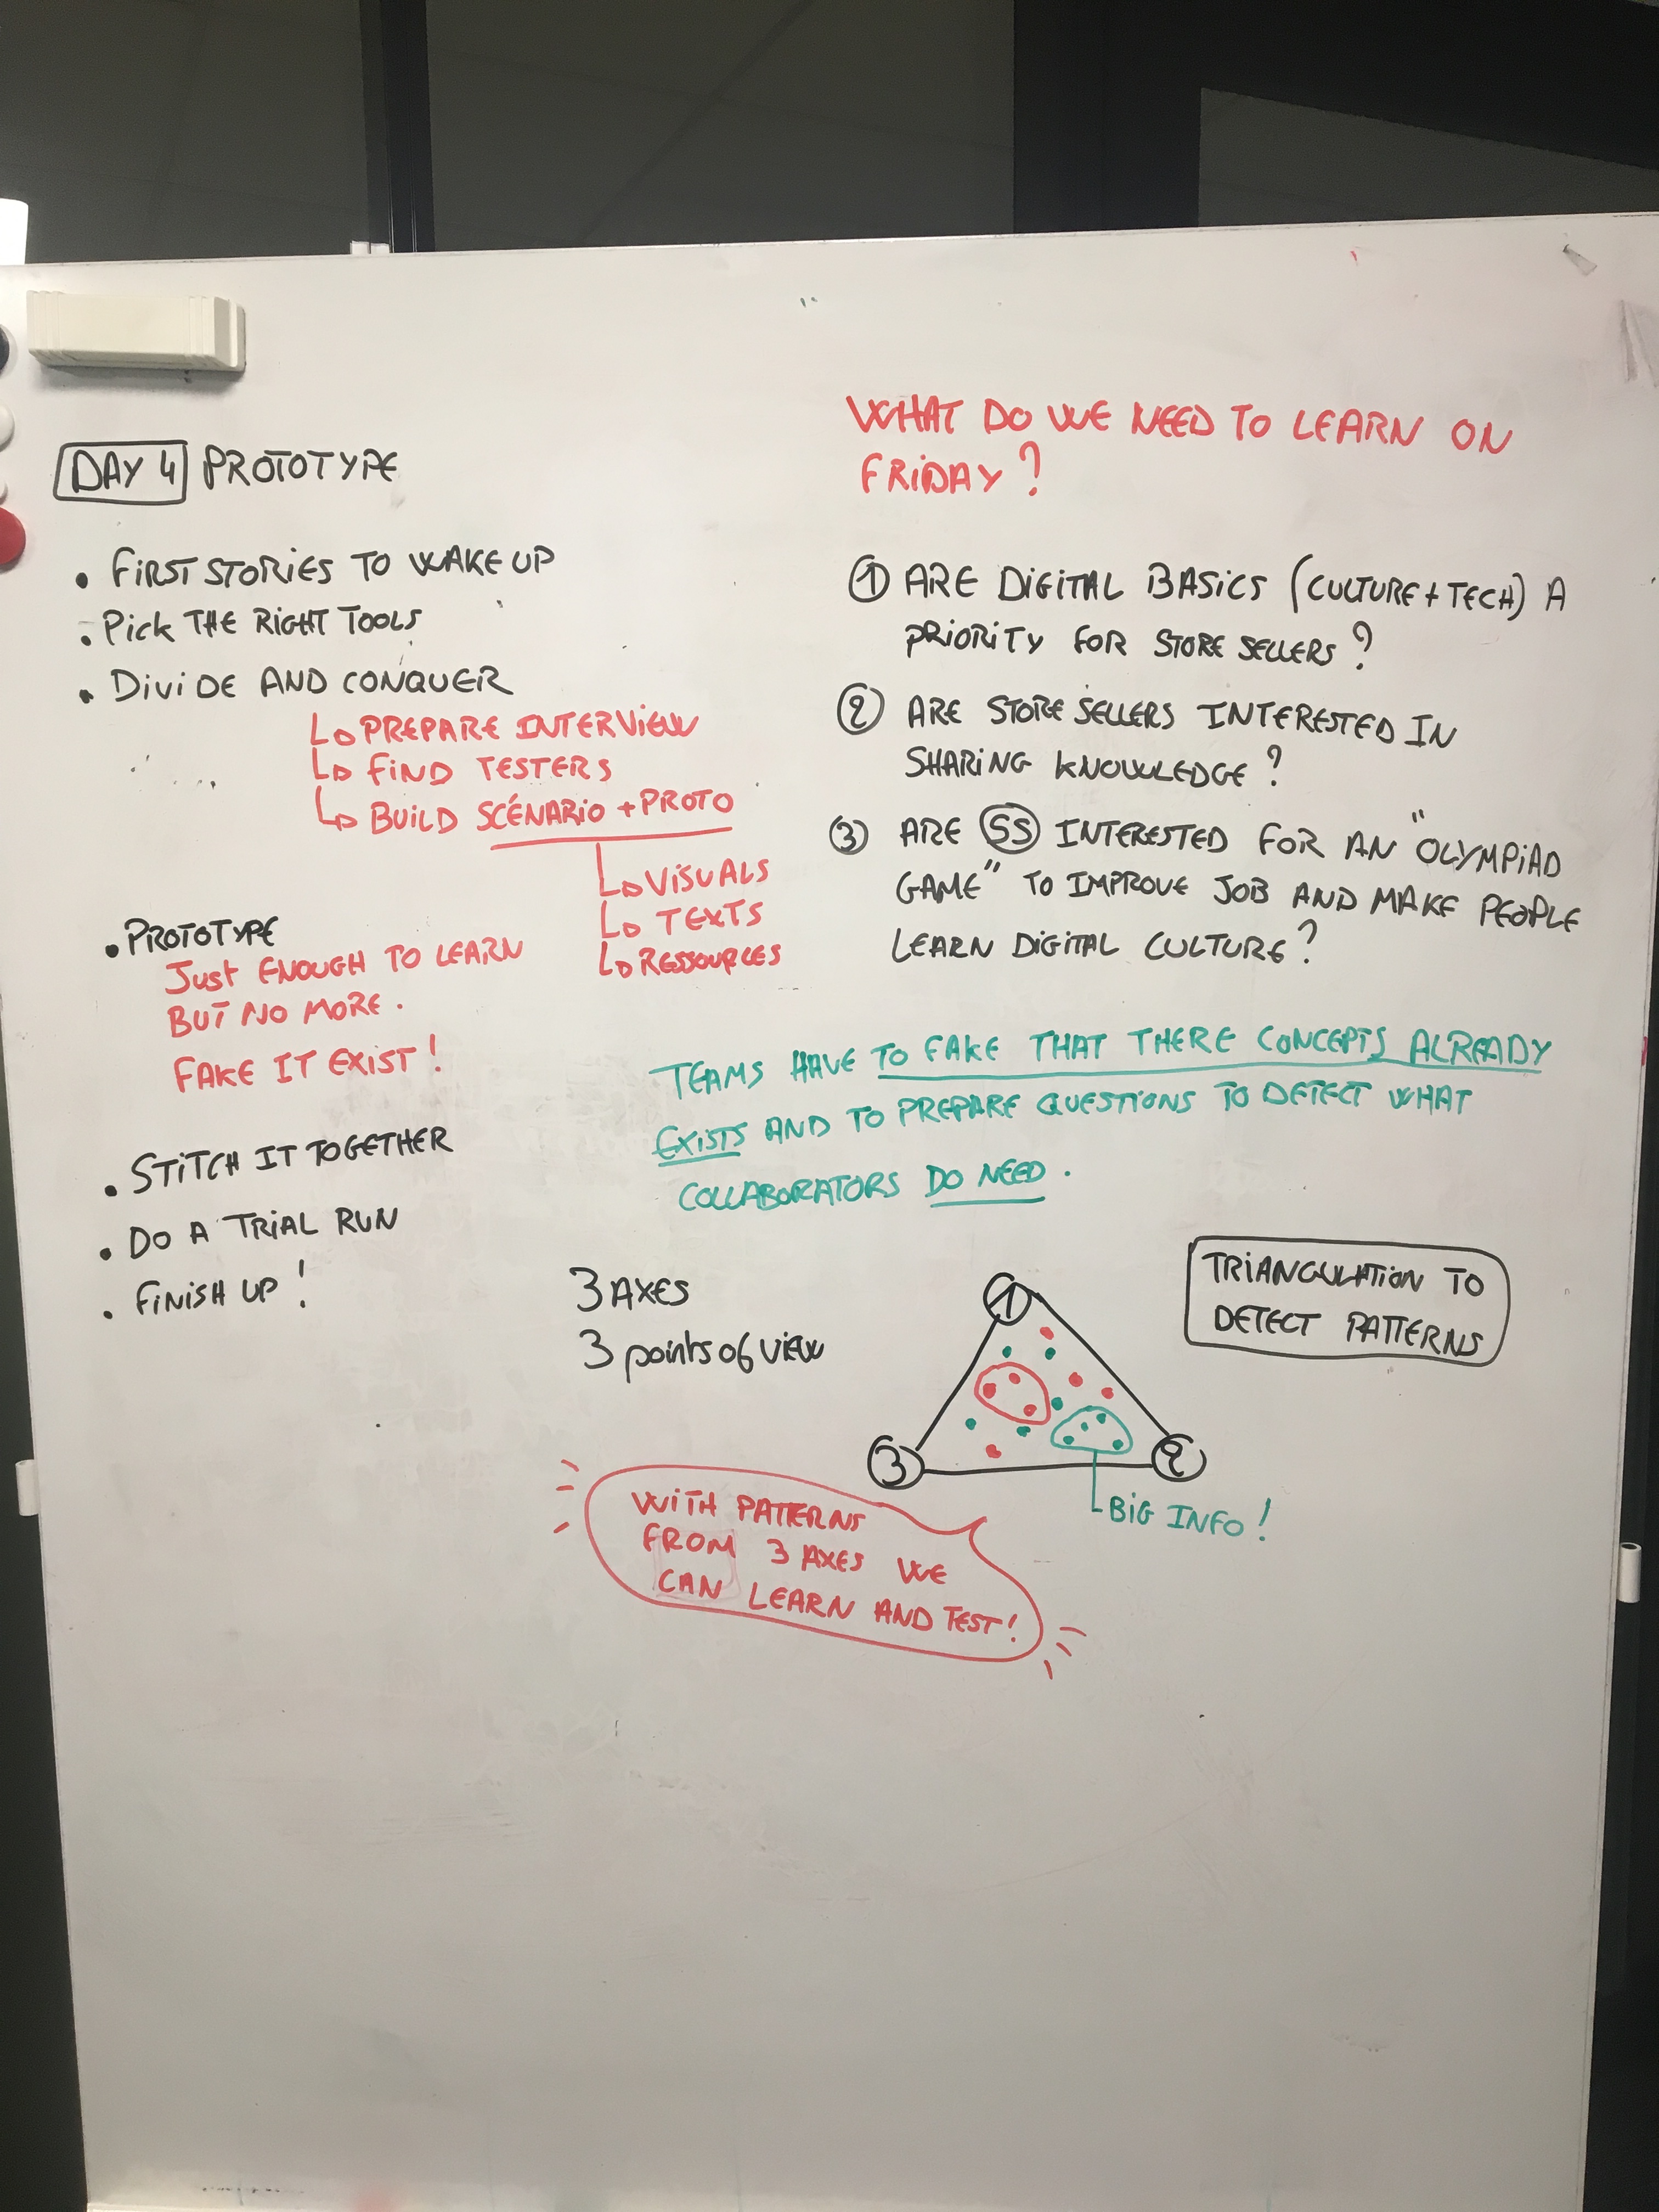 DAY 4 PROTOTYPE
• FIRST STORIES TO WAKE UP
• Pick THE RIGHT TOOLS
• DIVIDE AND CONQUER
↳ PREPARE INTERVIEW
↳ FIND TESTERS
↳ BUILD SCÉNARIO + PROTO
↳ VISUALS
↳ TEXTS
↳ RESSOURCES
• PROTOTYPE
Just ENOUGH TO LEARN
BUT NO MORE.
FAKE IT EXIST!
• STITCH IT TOGETHER
• DO A TRIAL RUN
• FINISH UP!
WHAT DO WE NEED TO LEARN ON
FRIDAY?
① ARE DIGITAL BASICS (CULTURE + TECH) A
PRIORITY FOR STORE SELLERS?
② ARE STORE SELLERS INTERESTED IN
SHARING KNOWLEDGE?
③ ARE SS INTERESTED FOR AN "OLYMPIAD
GAME" TO IMPROVE JOB AND MAKE PEOPLE
LEARN DIGITAL CULTURE?
TEAMS HAVE TO FAKE THAT THERE CONCEPTS ALREADY
EXISTS AND TO PREPARE QUESTIONS TO DETECT WHAT
COLLABORATORS DO NEED.
3 AXES
3 points of view
1
3
2
BIG INFO!
TRIANGULATION TO
DETECT PATTERNS
WITH PATTERNS
FROM 3 AXES WE
CAN LEARN AND TEST!